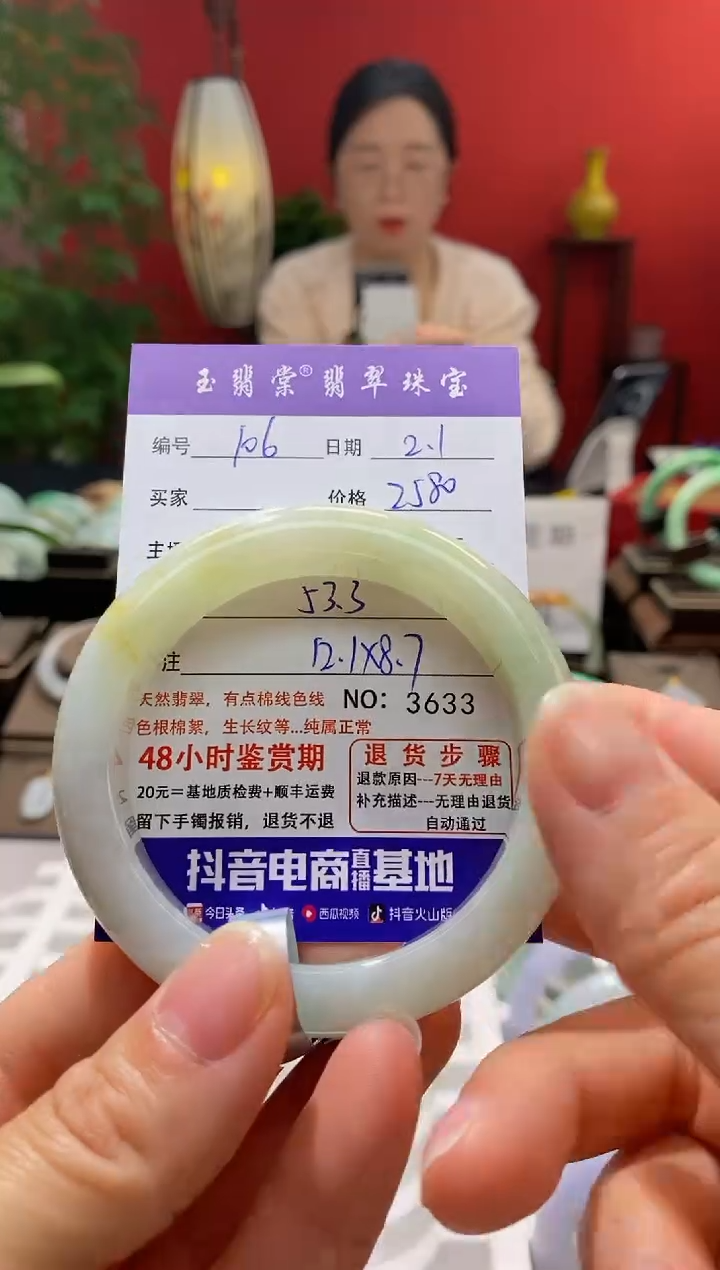 玉翡棠®翡翠珠宝
编号 106 日期 2.1
买家 价格 2580
主
53.3
注 12.1X8.7
天然翡翠，有点棉线色线 NO: 3633
色根棉絮，生长纹等...纯属正常
48小时鉴赏期
20元＝基地质检费+顺丰运费
留下手镯报销，退货不退
退货步骤
退款原因---7天无理由
补充描述---无理由退货
自动通过
抖音电商直播基地
今日头条 西瓜视频 抖音火山版